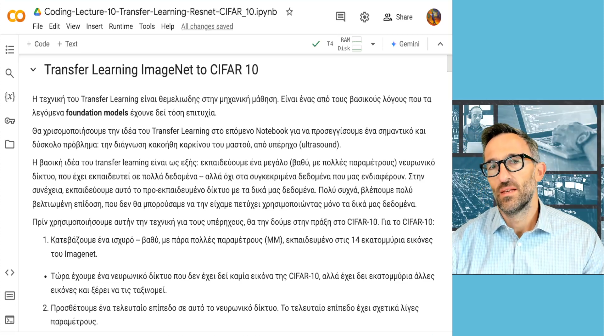 Coding-Lecture-10-Transfer-Learning-Resnet-CIFAR_10.ipynb
File Edit View Insert Runtime Tools Help All changes saved
Share
+ Code + Text
T4 RAM Disk
Gemini
Transfer Learning ImageNet to CIFAR 10
Η τεχνική του Transfer Learning είναι θεμελιώδης στην μηχανική μάθηση. Είναι ένας από τους βασικούς λόγους που τα
λεγόμενα foundation models έχουνε δεί τόση επιτυχία.
Θα χρησιμοποιήσουμε την ιδέα του Transfer Learning στο επόμενο Notebook για να προσεγγίσουμε ένα σημαντικό και
δύσκολο πρόβλημα: την διάγνωση κακοήθη καρκίνου του μαστού, από υπερηχο (ultrasound).
Η βασική ιδέα του transfer learning είναι ως εξής: εκπαιδεύουμε ένα μεγάλο (βαθύ, με πολλές παραμέτρους) νευρωνικό
δίκτυο, που έχει εκπαιδευτεί σε πολλά δεδομένα – αλλά όχι στα συγκεκριμένα δεδομένα που μας ενδιαφέρουν. Στην
συνέχεια, εκπαιδεύουμε αυτό το προ-εκπαιδευμένο δίκτυο με τα δικά μας δεδομένα. Πολύ συχνά, βλέπουμε πολύ
βελτιωμένη επίδοση, που δεν θα μπορούσαμε να την είχαμε πετύχει χρησιμοποιώντας μόνο τα δικά μας δεδομένα.
Πρίν χρησιμοποιήσουμε αυτήν την τεχνική για τους υπέρηχους, θα την δούμε στην πράξη στο CIFAR-10. Για το CIFAR-10:
1. Κατεβάζουμε ένα ισχυρό – βαθύ, με πάρα πολλές παραμέτρους (MM), εκπαιδευμένο στις 14 εκατομμύρια εικόνες
του Imagenet.
• Τώρα έχουμε ένα νευρωνικό δίκτυο που δεν έχει δεί καμία εικόνα της CIFAR-10, αλλά έχει δει εκατομμύρια άλλες
εικόνες και ξέρει να τις ταξινομεί.
2. Προσθέτουμε ένα τελευταίο επίπεδο σε αυτό το νευρωνικό δίκτυο. Το τελευταίο επίπεδο έχει σχετικά λίγες
παραμέτρους.